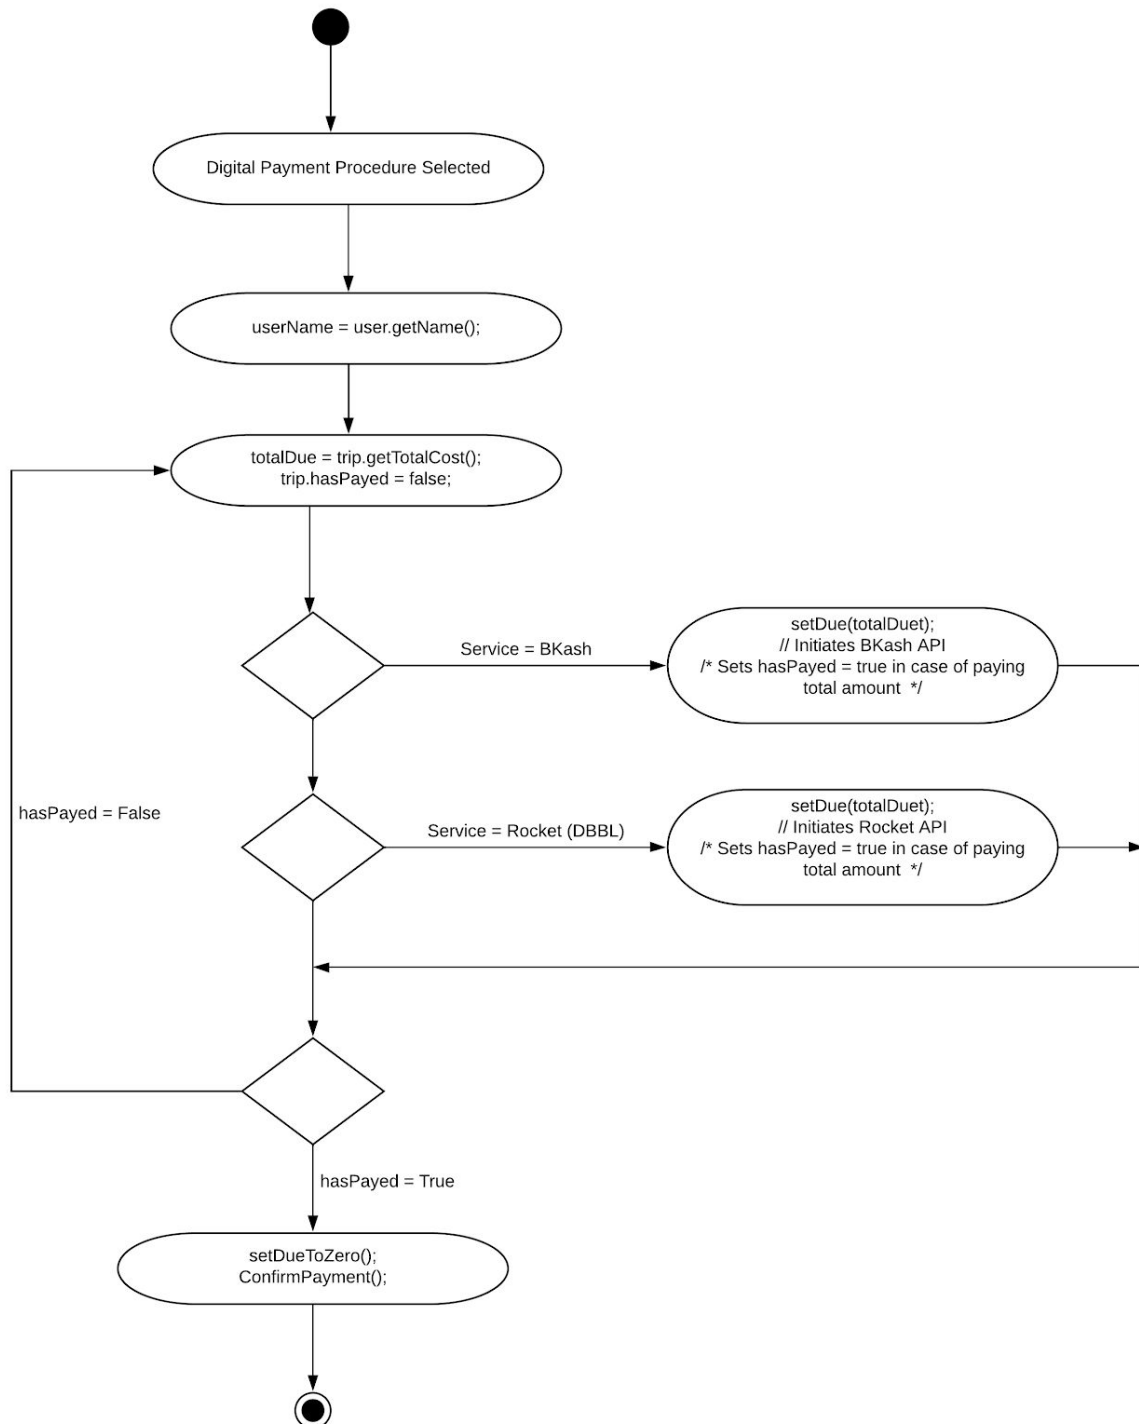 Digital Payment Procedure Selected
userName = user.getName();
totalDue = trip.getTotalCost();
trip.hasPayed = false;
Service = BKash
setDue(totalDuet);
// Initiates BKash API
/* Sets hasPayed = true in case of paying
total amount  */
hasPayed = False
Service = Rocket (DBBL)
setDue(totalDuet);
// Initiates Rocket API
/* Sets hasPayed = true in case of paying
total amount  */
hasPayed = True
setDueToZero();
ConfirmPayment();